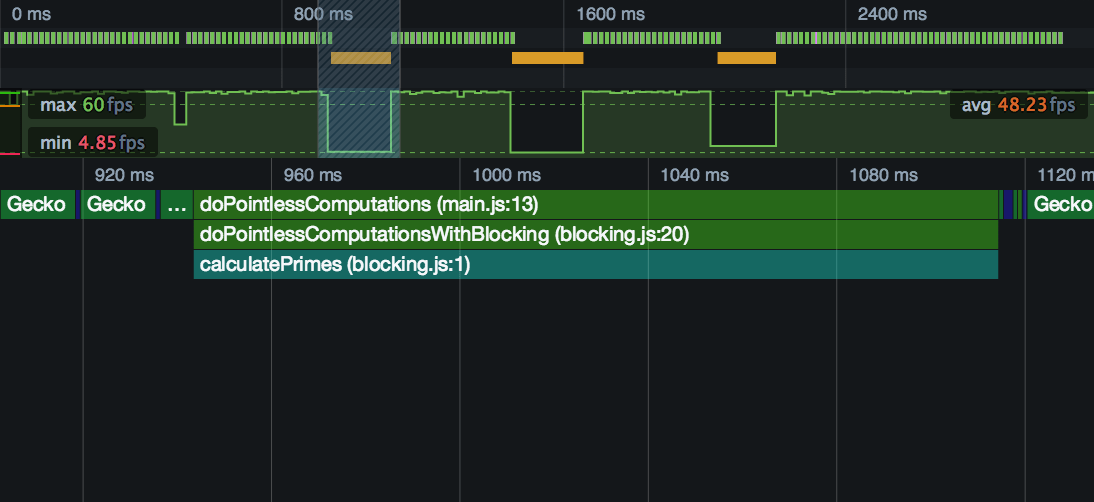 0 ms 800 ms 1600 ms 2400 ms
max 60 fps avg 48.23 fps
min 4.85 fps
920 ms 960 ms 1000 ms 1040 ms 1080 ms 1120 m
Gecko Gecko ... doPointlessComputations (main.js:13) Gecko
doPointlessComputationsWithBlocking (blocking.js:20)
calculatePrimes (blocking.js:1)